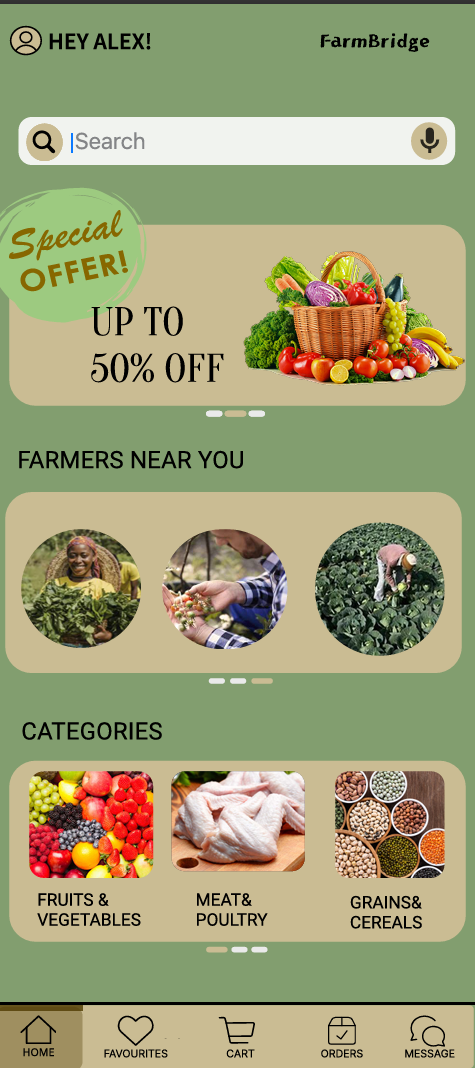 HEY ALEX!
FarmBridge
Search
Special
OFFER!
UP TO
50% OFF
FARMERS NEAR YOU
CATEGORIES
FRUITS &
VEGETABLES
MEAT&
POULTRY
GRAINS&
CEREALS
HOME
FAVOURITES
CART
ORDERS
MESSAGE